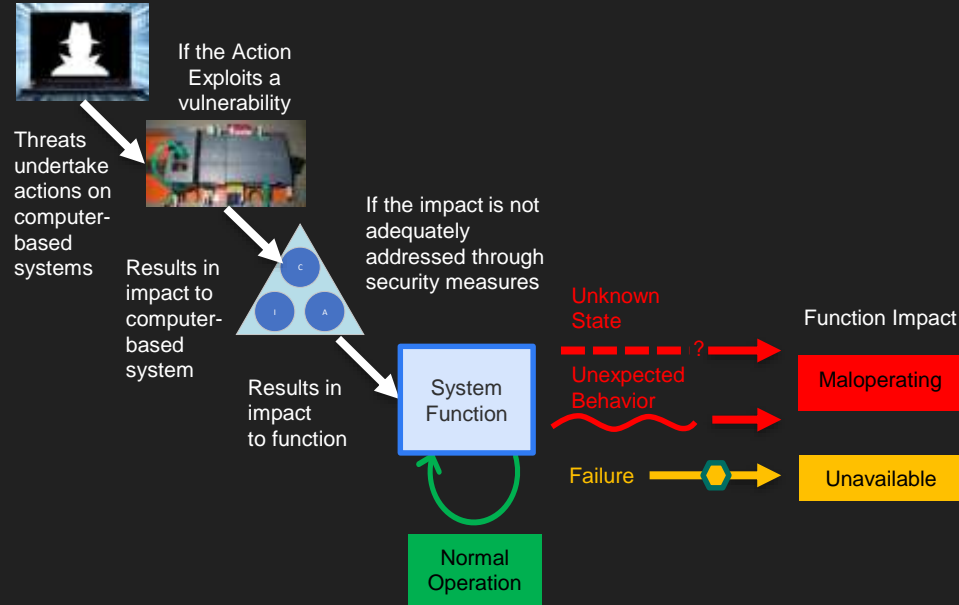 If the Action
Exploits a
vulnerability
Threats
undertake
actions on
computer-
based
systems
If the impact is not
adequately
addressed through
security measures
C
I
A
Results in
impact to
computer-
based
system
Results in
impact
to function
System
Function
Unknown
State
?
Unexpected
Behavior
Failure
Function Impact
Maloperating
Unavailable
Normal
Operation